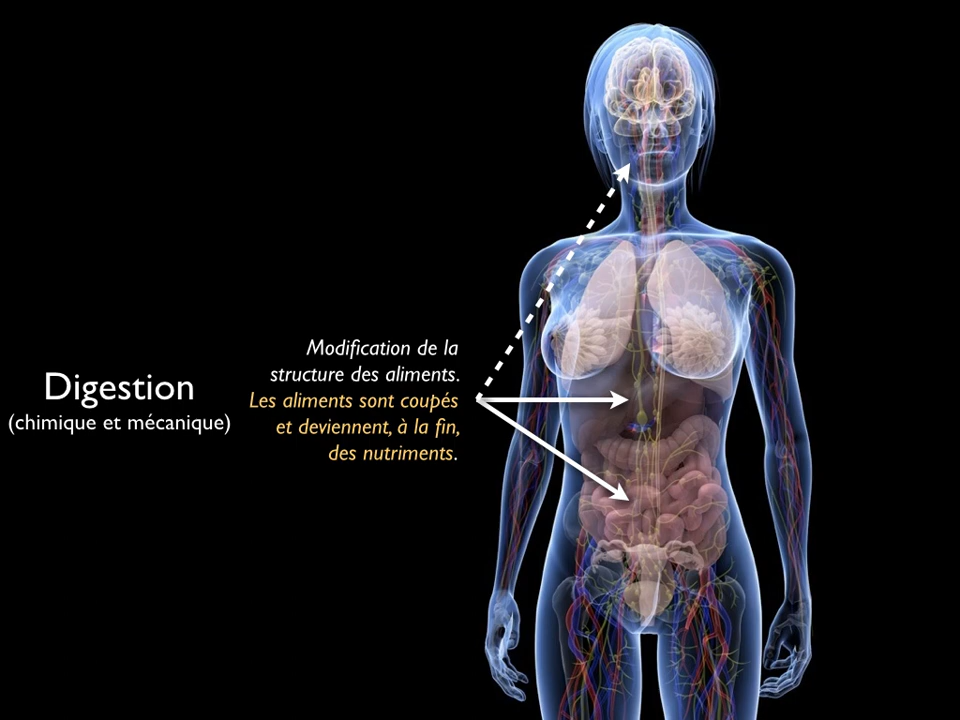 Digestion
(chimique et mécanique)
Modification de la
structure des aliments.
Les aliments sont coupés
et deviennent, à la fin,
des nutriments.